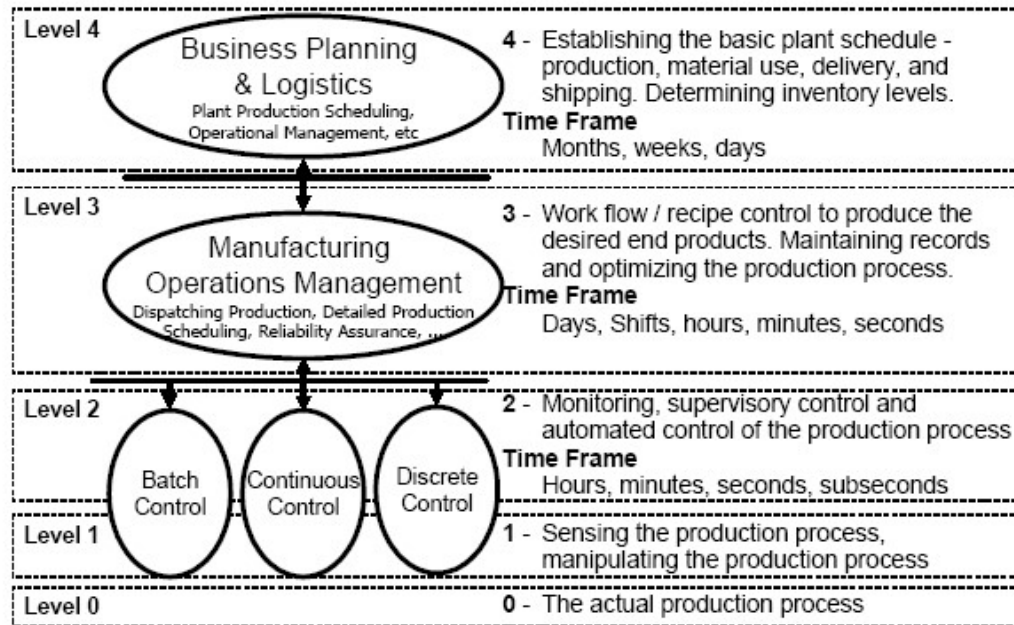 Level 4
Business Planning
& Logistics
Plant Production Scheduling,
Operational Management, etc
4 - Establishing the basic plant schedule -
production, material use, delivery, and
shipping. Determining inventory levels.
Time Frame
Months, weeks, days
Level 3
Manufacturing
Operations Management
Dispatching Production, Detailed Production
Scheduling, Reliability Assurance, ...
3 - Work flow / recipe control to produce the
desired end products. Maintaining records
and optimizing the production process.
Time Frame
Days, Shifts, hours, minutes, seconds
Level 2
Batch
Control
Continuous
Control
Discrete
Control
2 - Monitoring, supervisory control and
automated control of the production process
Time Frame
Hours, minutes, seconds, subseconds
Level 1
1 - Sensing the production process,
manipulating the production process
Level 0
0 - The actual production process